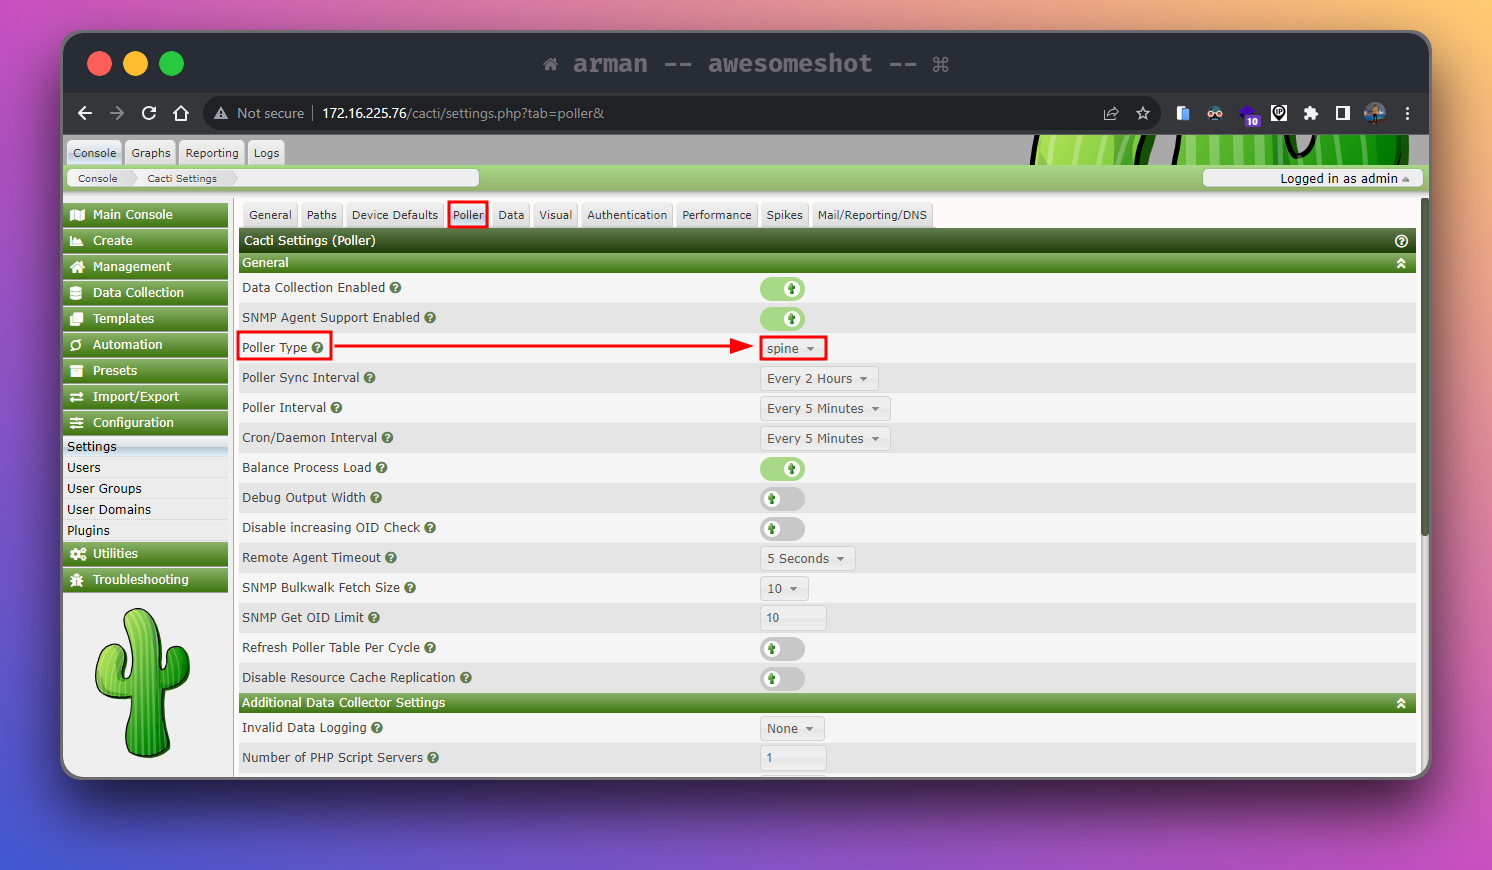 arman -- awesomeshot -- ⌘
Not secure 172.16.225.76/cacti/settings.php?tab=poller&
10
Console Graphs Reporting Logs
Console Cacti Settings Logged in as admin
Main Console
Create
Management
Data Collection
Templates
Automation
Presets
Import/Export
Configuration
Settings
Users
User Groups
User Domains
Plugins
Utilities
Troubleshooting
General Paths Device Defaults Poller Data Visual Authentication Performance Spikes Mail/Reporting/DNS
Cacti Settings (Poller)
General
Data Collection Enabled
SNMP Agent Support Enabled
Poller Type spine
Poller Sync Interval Every 2 Hours
Poller Interval Every 5 Minutes
Cron/Daemon Interval Every 5 Minutes
Balance Process Load
Debug Output Width
Disable increasing OID Check
Remote Agent Timeout 5 Seconds
SNMP Bulkwalk Fetch Size 10
SNMP Get OID Limit 10
Refresh Poller Table Per Cycle
Disable Resource Cache Replication
Additional Data Collector Settings
Invalid Data Logging None
Number of PHP Script Servers 1